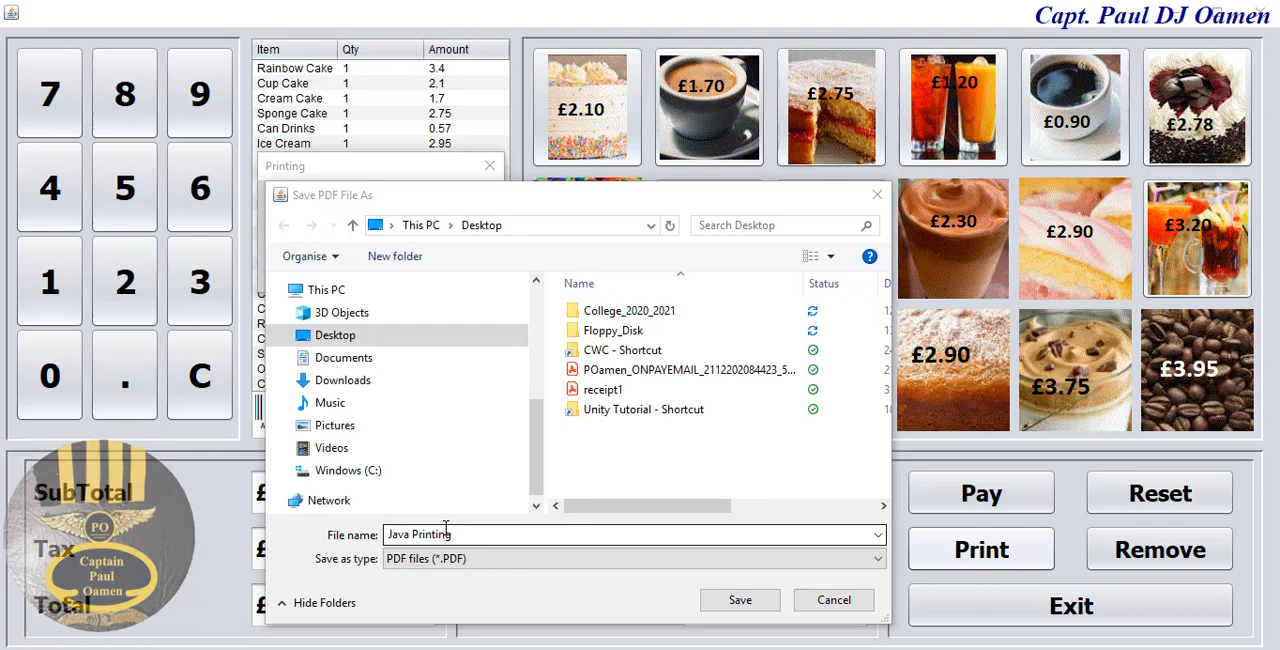 Capt. Paul DJ Oamen
7 8 9
4 5 6
1 2 3
0 . C
Item Qty Amount
Rainbow Cake 1 3.4
Cup Cake 1 2.1
Cream Cake 1 1.7
Sponge Cake 1 2.75
Can Drinks 1 0.57
Ice Cream 1 2.95
£2.10 £1.70 £2.75 £1.20 £0.90 £2.78
£2.30 £2.90 £3.20
£2.90 £3.75 £3.95
Printing
Save PDF File As
This PC Desktop
Search Desktop
Organise New folder
This PC
3D Objects
Desktop
Documents
Downloads
Music
Pictures
Videos
Windows (C:)
Network
Name Status
College_2020_2021
Floppy_Disk
CWC - Shortcut
POamen_ONPAYEMAIL_2112202084423_5...
receipt1
Unity Tutorial - Shortcut
File name: Java Printing
Save as type: PDF files (*.PDF)
Hide Folders
Save Cancel
SubTotal £
Tax £
Total £
PO
Captain
Paul
Oamen
Pay Reset
Print Remove
Exit